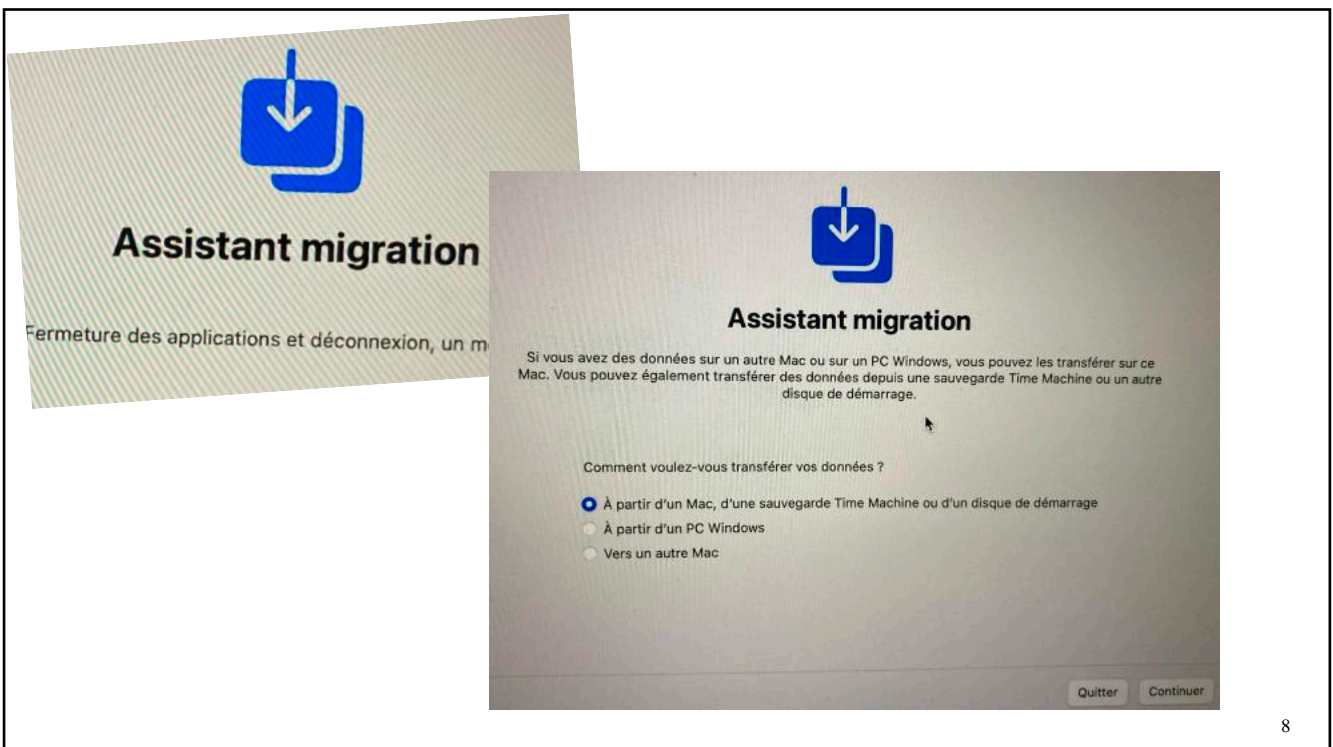 Assistant migration
Fermeture des applications et déconnexion, un
Assistant migration
Si vous avez des données sur un autre Mac ou sur un PC Windows, vous pouvez les transférer sur ce
Mac. Vous pouvez également transférer des données depuis une sauvegarde Time Machine ou un autre
disque de démarrage.
Comment voulez-vous transférer vos données ?
À partir d'un Mac, d'une sauvegarde Time Machine ou d'un disque de démarrage
À partir d'un PC Windows
Vers un autre Mac
Quitter Continuer
8